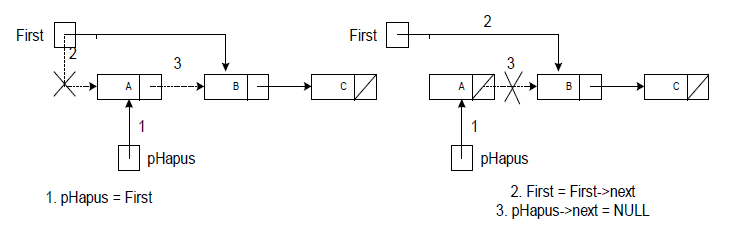 First
2
3
A
B
C
1
pHapus
1. pHapus = First
First
2
3
A
B
C
1
pHapus
2. First = First->next
3. pHapus->next = NULL